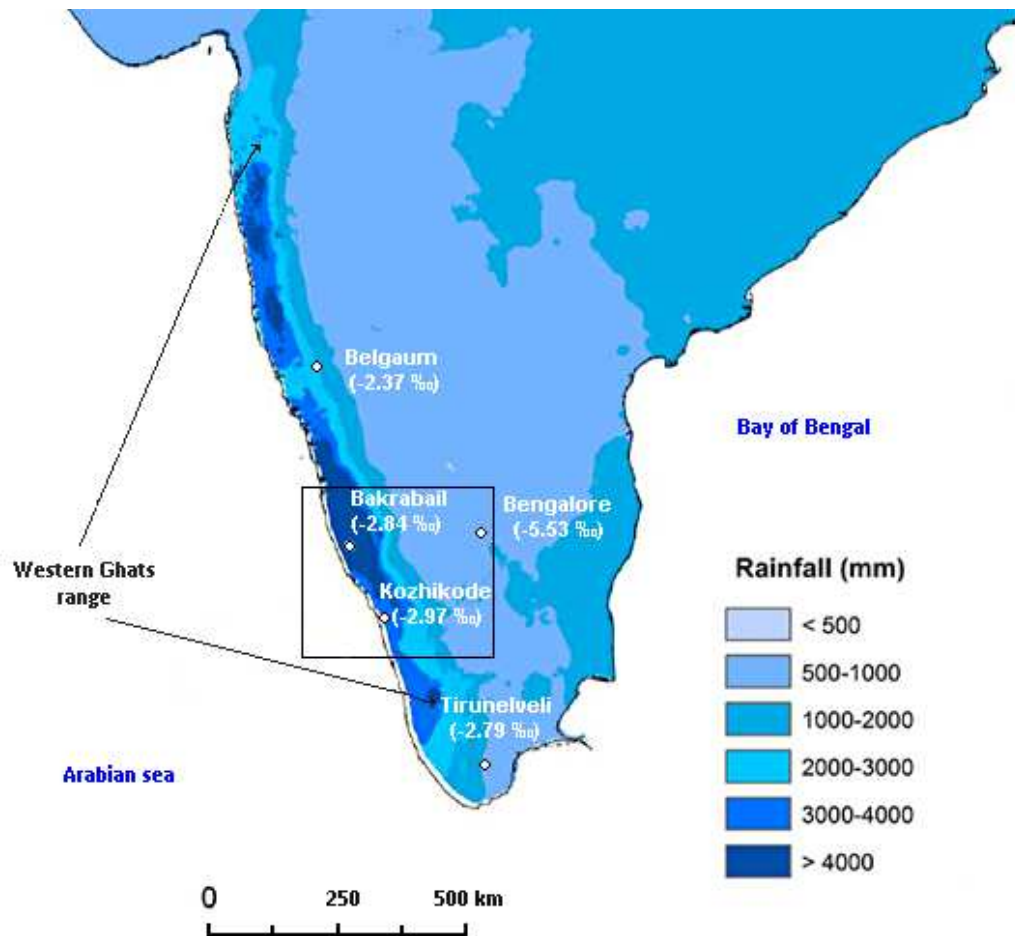 Belgaum
(-2.37 ‰)
Bay of Bengal
Bakrabail
(-2.84 ‰)
Bengalore
(-5.53 ‰)
Western Ghats
range
Kozhikode
(-2.97 ‰)
Tirunelveli
(-2.79 ‰)
Arabian sea
Rainfall (mm)
< 500
500-1000
1000-2000
2000-3000
3000-4000
> 4000
0 250 500 km